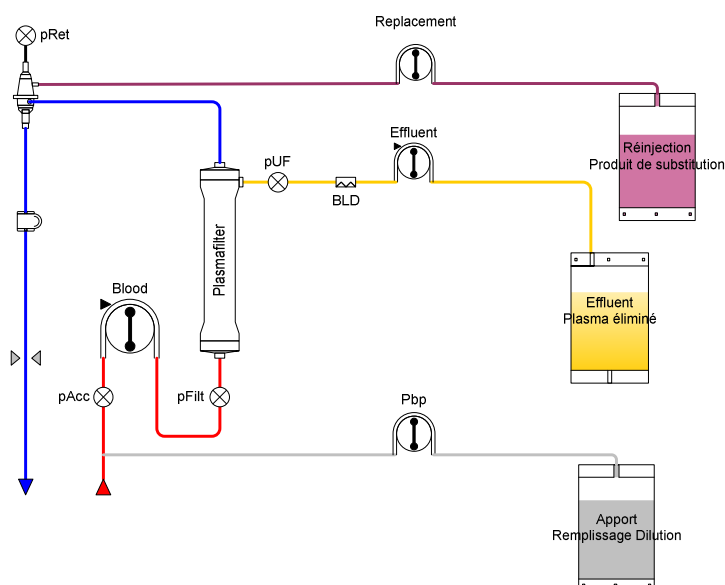 Replacement
pRet
Réinjection
Produit de substitution
Effluent
pUF
BLD
Plasmafilter
Blood
Effluent
Plasma éliminé
pAcc
pFilt
Pbp
Apport
Remplissage Dilution